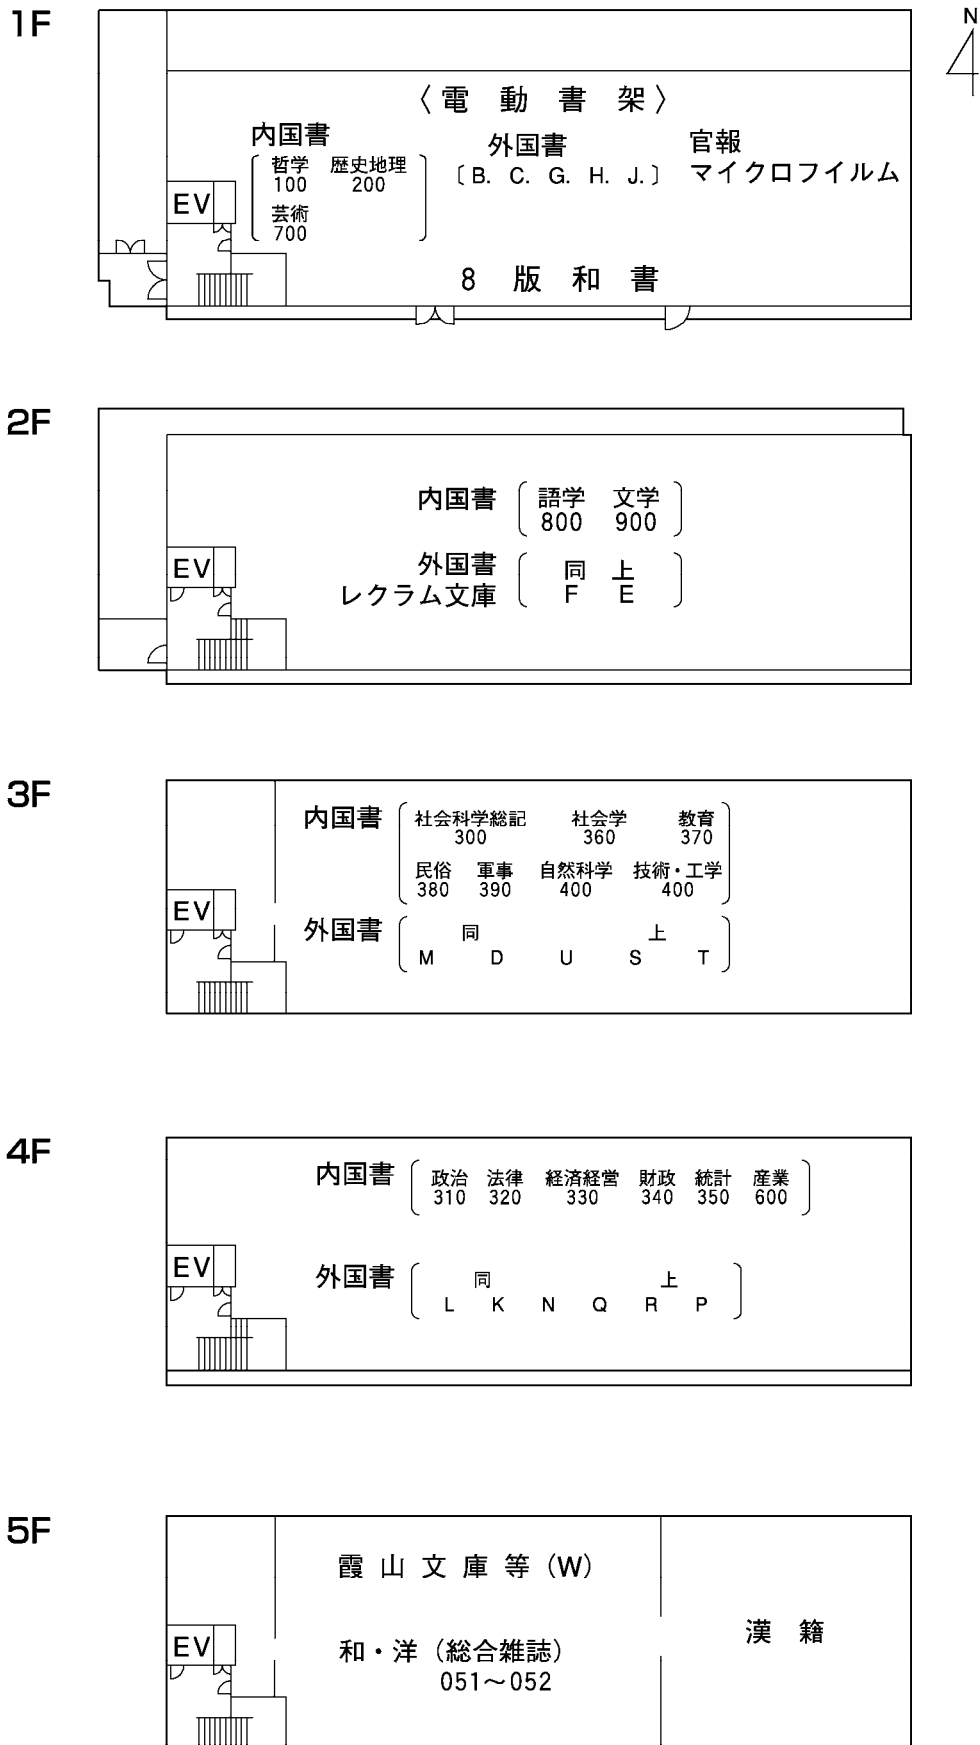 1F
N
〈電動書架〉
内国書
哲学 歴史地理
100 200
芸術
700
外国書
〔B. C. G. H. J.〕
官報
マイクロフイルム
EV
8版和書
2F
内国書 語学 文学
800 900
外国書 同上
レクラム文庫 F E
EV
3F
内国書 社会科学総記 社会学 教育
300 360 370
民俗 軍事 自然科学 技術・工学
380 390 400 400
EV
外国書 同上
M D U S T
4F
内国書 政治 法律 経済経営 財政 統計 産業
310 320 330 340 350 600
EV
外国書 同上
L K N Q R P
5F
霞山文庫等(W)
漢籍
EV
和・洋(総合雑誌)
051〜052